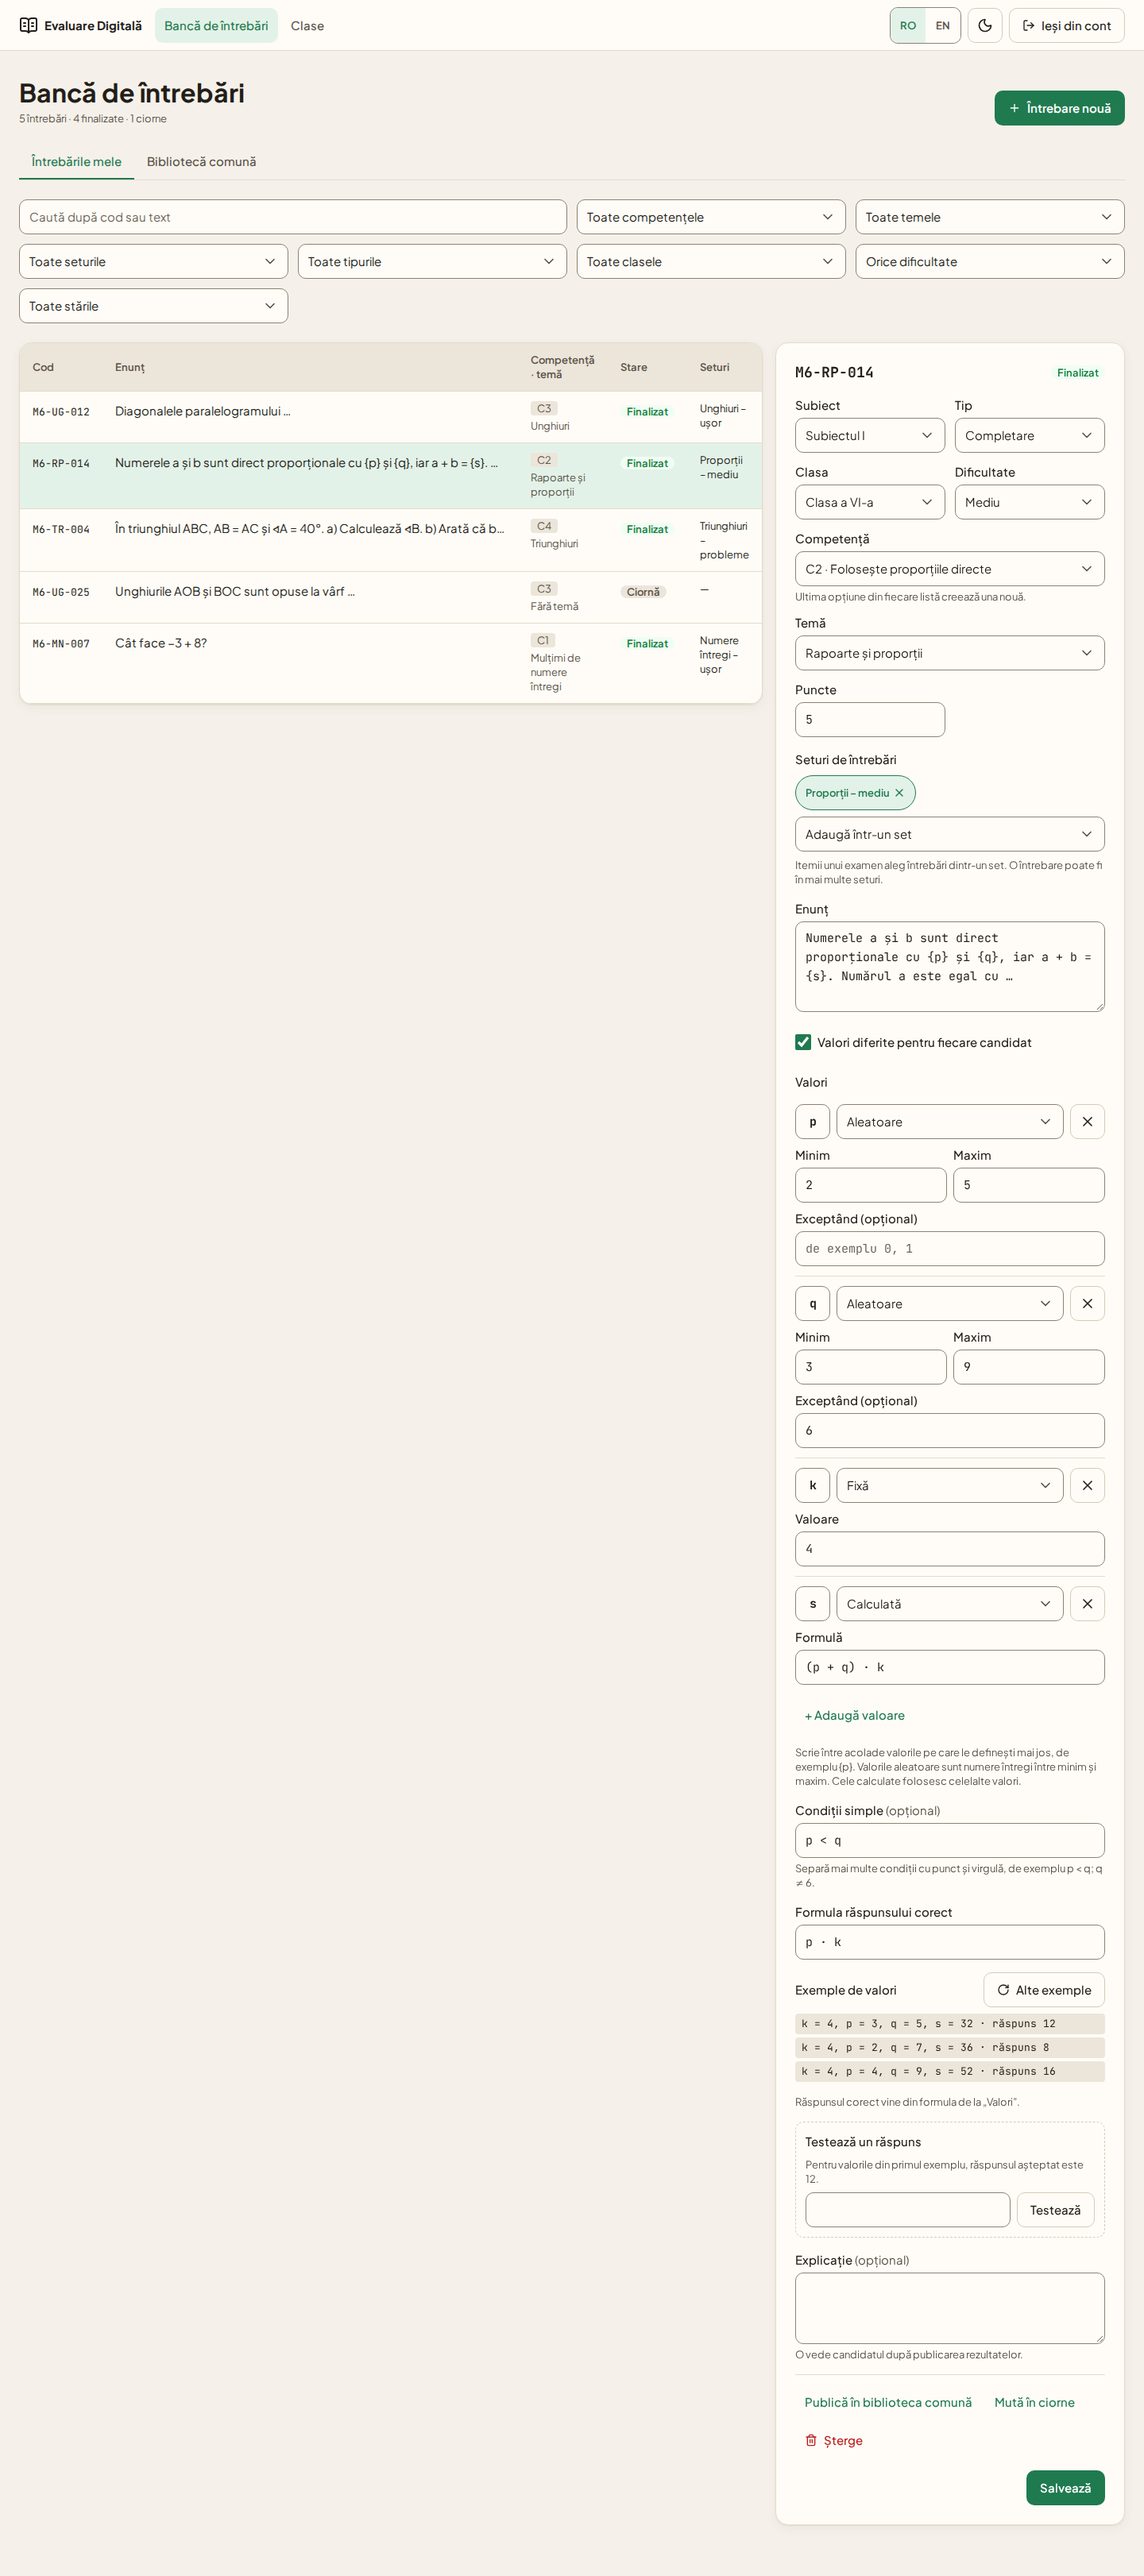 Evaluare Digitală
Bancă de întrebări
Clase
RO
EN
Ieși din cont
Bancă de întrebări
5 întrebări · 4 finalizate · 1 ciorne
Întrebare nouă
Întrebările mele
Bibliotecă comună
Caută după cod sau text
Toate competențele
Toate temele
Toate seturile
Toate tipurile
Toate clasele
Orice dificultate
Toate stările
Cod
Enunț
Competență
· temă
Stare
Seturi
M6-UG-012
Diagonalele paralelogramului ...
C3
Unghiuri
Finalizat
Unghiuri –
ușor
M6-RP-014
Numerele a și b sunt direct proporționale cu {p} și {q}, iar a + b = {s}. ...
C2
Rapoarte și
proporții
Finalizat
Proporții
– mediu
M6-TR-004
În triunghiul ABC, AB = AC și ∢A = 40°. a) Calculează ∢B. b) Arată că b...
C4
Triunghiuri
Finalizat
Triunghiuri
–
probleme
M6-UG-025
Unghiurile AOB și BOC sunt opuse la vârf ...
C3
Fără temă
Ciornă
—
M6-MN-007
Cât face −3 + 8?
C1
Mulțimi de
numere
întregi
Finalizat
Numere
întregi –
ușor
M6-RP-014
Finalizat
Subiect
Tip
Subiectul I
Completare
Clasa
Dificultate
Clasa a VI-a
Mediu
Competență
C2 · Folosește proporțiile directe
Ultima opțiune din fiecare listă creează una nouă.
Temă
Rapoarte și proporții
Puncte
5
Seturi de întrebări
Proporții – mediu
Adaugă într-un set
Itemii unui examen aleg întrebări dintr-un set. O întrebare poate fi
în mai multe seturi.
Enunț
Numerele a și b sunt direct
proporționale cu {p} și {q}, iar a + b =
{s}. Numărul a este egal cu …
Valori diferite pentru fiecare candidat
Valori
p
Aleatoare
Minim
Maxim
2
5
Exceptând (opțional)
de exemplu 0, 1
q
Aleatoare
Minim
Maxim
3
9
Exceptând (opțional)
6
k
Fixă
Valoare
4
s
Calculată
Formulă
(p + q) · k
+ Adaugă valoare
Scrie între acolade valorile pe care le definești mai jos, de
exemplu {p}. Valorile aleatoare sunt numere întregi între minim și
maxim. Cele calculate folosesc celelalte valori.
Condiții simple (opțional)
p < q
Separă mai multe condiții cu punct și virgulă, de exemplu p < q; q
≠ 6.
Formula răspunsului corect
p · k
Exemple de valori
Alte exemple
k = 4, p = 3, q = 5, s = 32 · răspuns 12
k = 4, p = 2, q = 7, s = 36 · răspuns 8
k = 4, p = 4, q = 9, s = 52 · răspuns 16
Răspunsul corect vine din formula de la „Valori”.
Testează un răspuns
Pentru valorile din primul exemplu, răspunsul așteptat este
12.
Testează
Explicație (opțional)
O vede candidatul după publicarea rezultatelor.
Publică în biblioteca comună
Mută în ciorne
Șterge
Salvează